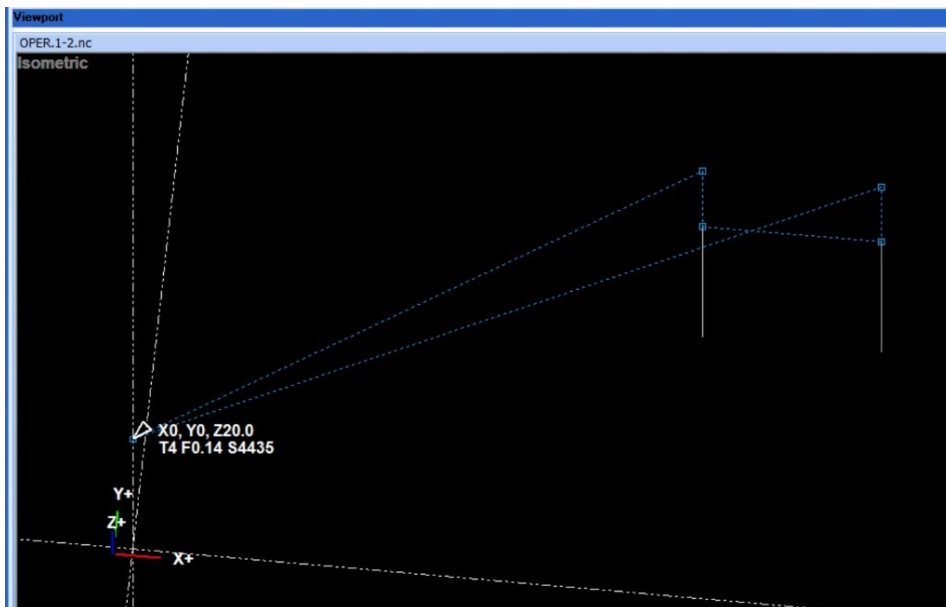 Viewport
OPER.1-2.nc
Isometric
X0, Y0, Z20.0
T4 F0.14 S4435
Y+
Z+
X+